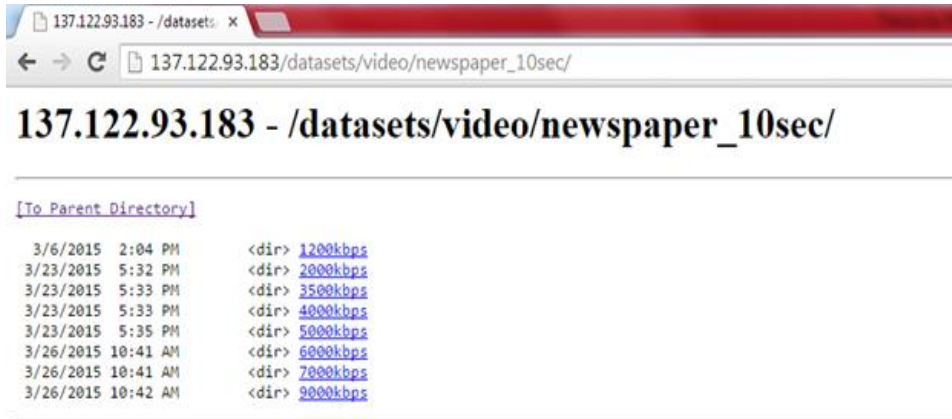 137.122.93.183 - /datasets
137.122.93.183/datasets/video/newspaper_10sec/
137.122.93.183 - /datasets/video/newspaper_10sec/
[To Parent Directory]
3/6/2015 2:04 PM <dir> 1200kbps
3/23/2015 5:32 PM <dir> 2000kbps
3/23/2015 5:33 PM <dir> 3500kbps
3/23/2015 5:33 PM <dir> 4000kbps
3/23/2015 5:35 PM <dir> 5000kbps
3/26/2015 10:41 AM <dir> 6000kbps
3/26/2015 10:41 AM <dir> 7000kbps
3/26/2015 10:42 AM <dir> 9000kbps